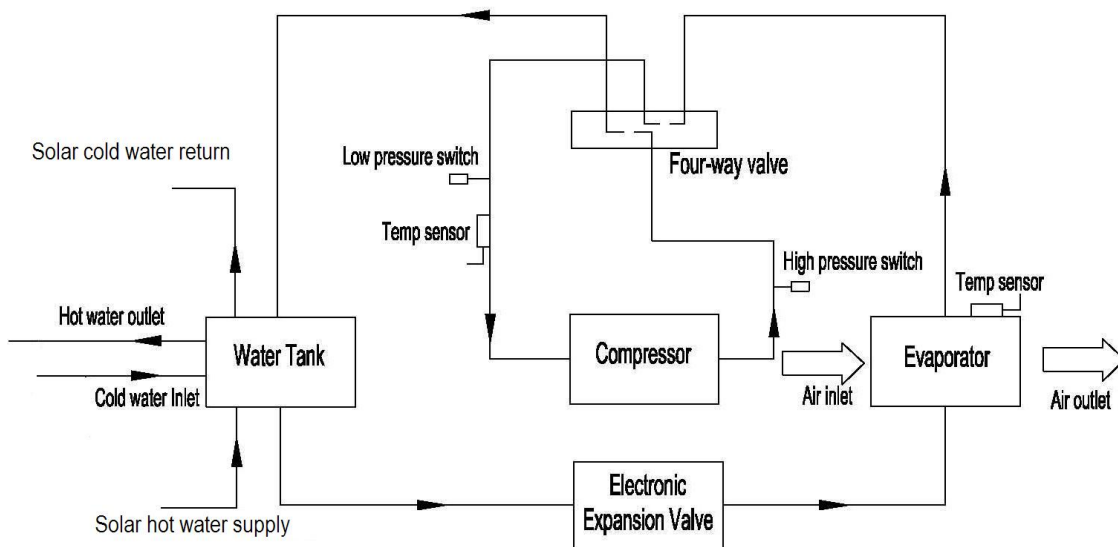 Solar cold water return
Low pressure switch
Four-way valve
Temp sensor
High pressure switch
Temp sensor
Hot water outlet
Water Tank
Compressor
Evaporator
Cold water Inlet
Air inlet
Air outlet
Electronic
Expansion Valve
Solar hot water supply